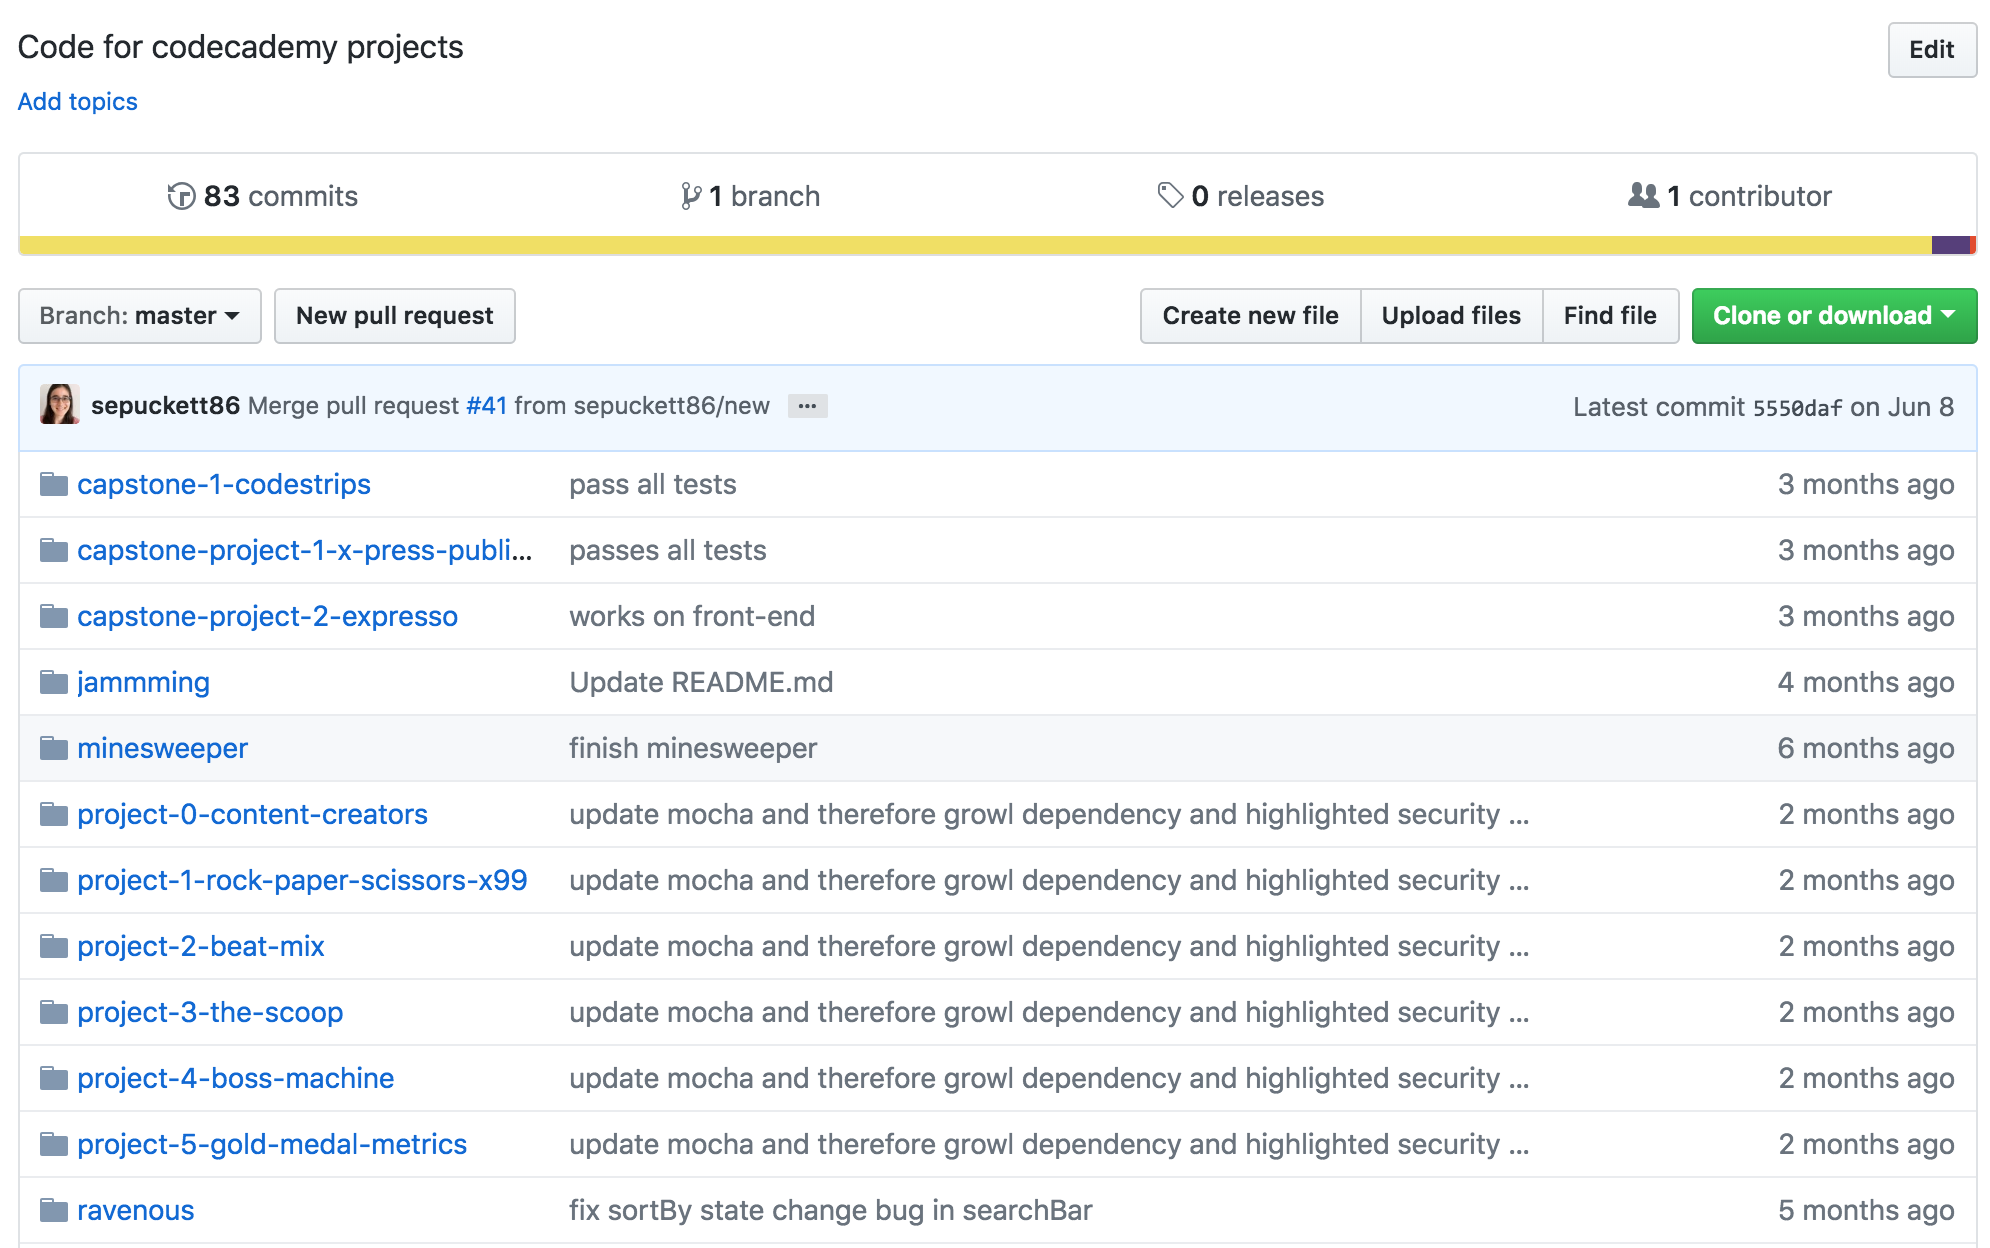 Code for codecademy projects
Edit
Add topics
83 commits
1 branch
0 releases
1 contributor
Branch: master
New pull request
Create new file
Upload files
Find file
Clone or download
sepuckett86 Merge pull request #41 from sepuckett86/new ...
Latest commit 5550daf on Jun 8
capstone-1-codestrips pass all tests 3 months ago
capstone-project-1-x-press-publi... passes all tests 3 months ago
capstone-project-2-expresso works on front-end 3 months ago
jammming Update README.md 4 months ago
minesweeper finish minesweeper 6 months ago
project-0-content-creators update mocha and therefore growl dependency and highlighted security ... 2 months ago
project-1-rock-paper-scissors-x99 update mocha and therefore growl dependency and highlighted security ... 2 months ago
project-2-beat-mix update mocha and therefore growl dependency and highlighted security ... 2 months ago
project-3-the-scoop update mocha and therefore growl dependency and highlighted security ... 2 months ago
project-4-boss-machine update mocha and therefore growl dependency and highlighted security ... 2 months ago
project-5-gold-medal-metrics update mocha and therefore growl dependency and highlighted security ... 2 months ago
ravenous fix sortBy state change bug in searchBar 5 months ago